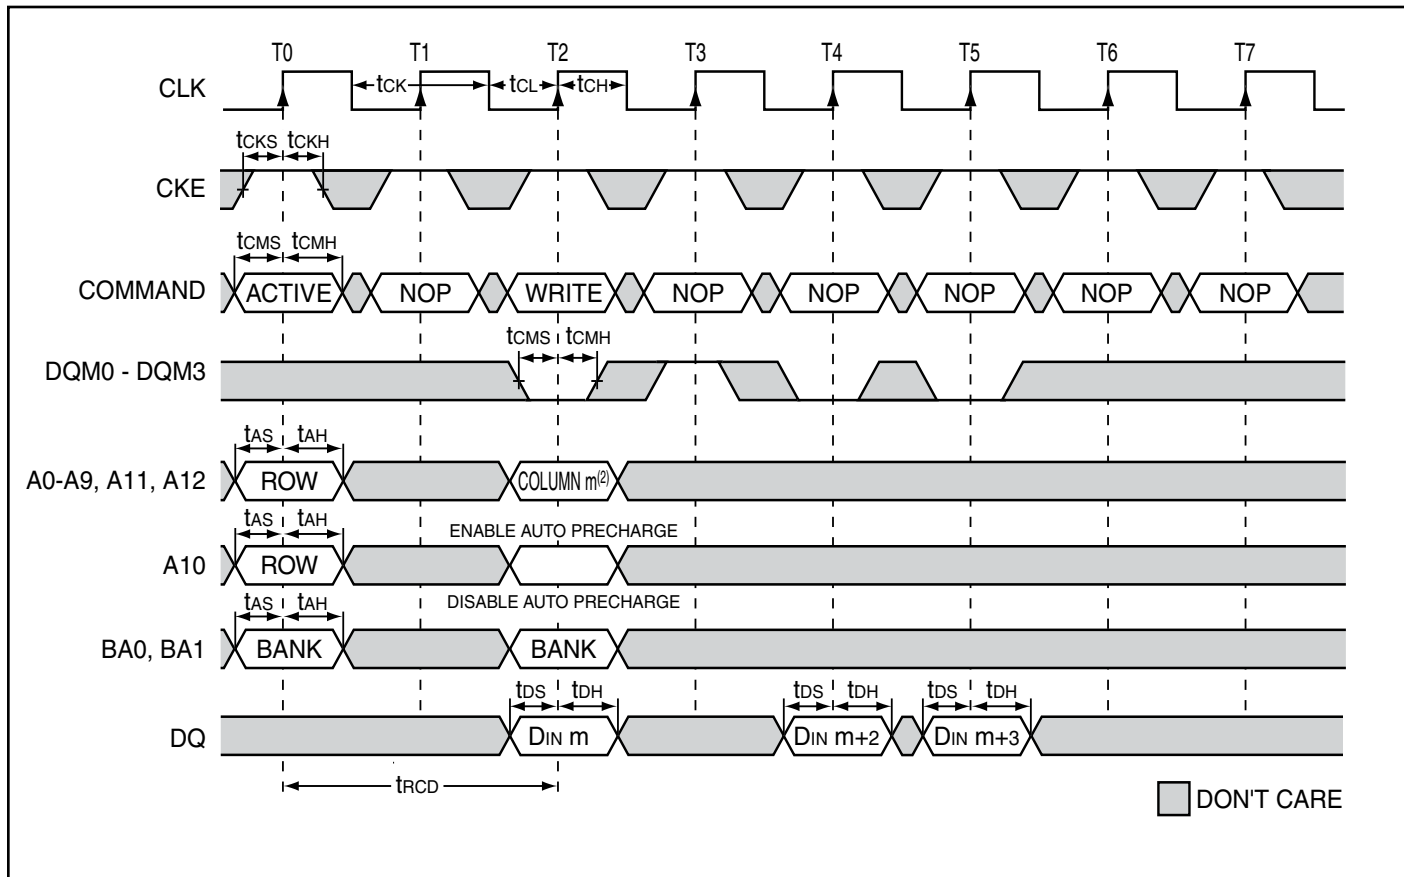 T0 T1 T2 T3 T4 T5 T6 T7
CLK tCK tCL tCH
tCKS tCKH
CKE
tCMS tCMH
COMMAND ACTIVE NOP WRITE NOP NOP NOP NOP NOP
tCMS tCMH
DQM0 - DQM3
tAS tAH
A0-A9, A11, A12 ROW COLUMN m(2)
tAS tAH ENABLE AUTO PRECHARGE
A10 ROW
tAS tAH DISABLE AUTO PRECHARGE
BA0, BA1 BANK BANK
tDS tDH tDS tDH tDS tDH
DQ DIN m DIN m+2 DIN m+3
tRCD
DON'T CARE